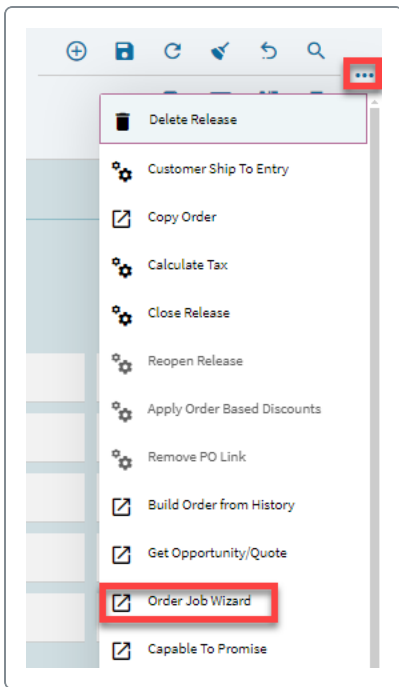 Delete Release
Customer Ship To Entry
Copy Order
Calculate Tax
Close Release
Reopen Release
Apply Order Based Discounts
Remove PO Link
Build Order from History
Get Opportunity/Quote
Order Job Wizard
Capable To Promise